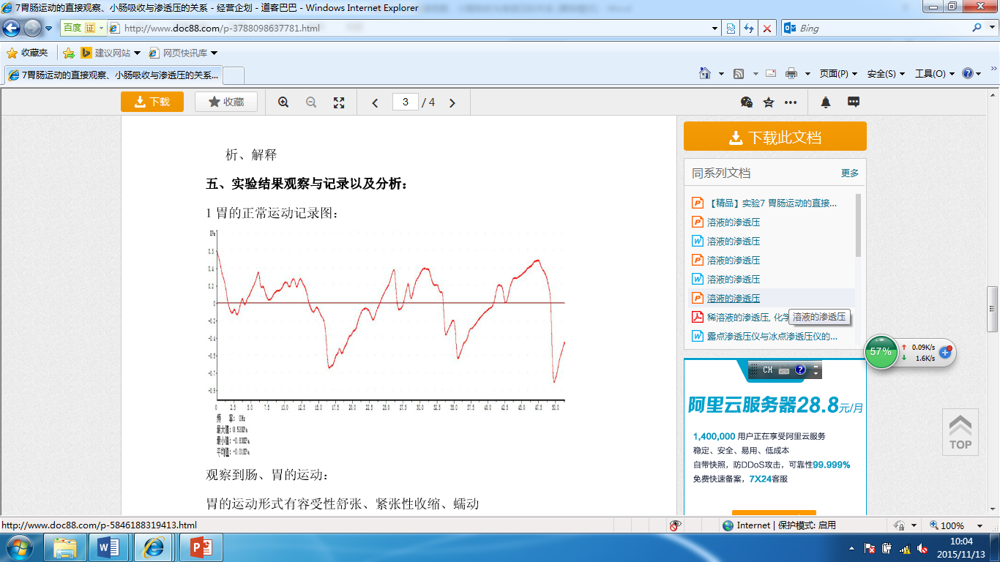 7胃肠运动的直接观察、小肠吸收与渗透压的关系 - 经营企划 - 道客巴巴 - Windows Internet Explorer
百度 证 http://www.doc88.com/p-3788098637781.html Bing
收藏夹 建议网站 网页快讯库
7胃肠运动的直接观察、小肠吸收与渗透压的关系... 页面(P) 安全(S) 工具(O)
下载 收藏 3 / 4
析、解释
五、实验结果观察与记录以及分析：
1 胃的正常运动记录图：
0 2.5 5.0 7.5 10.0 12.5 15.0 17.5 20.0 22.5 25.0 27.5 30.0 32.5 35.0 37.5 40.0 42.5 45.0 47.5 50.0
频 率: 0Hz
最大值: 0.53KPa
最小值:
平均值: -0.01KPa
观察到肠、胃的运动：
胃的运动形式有容受性舒张、紧张性收缩、蠕动
下载此文档
同系列文档 更多
【精品】实验7 胃肠运动的直接...
溶液的渗透压
溶液的渗透压
溶液的渗透压
溶液的渗透压
溶液的渗透压
稀溶液的渗透压, 化学
溶液的渗透压
露点渗透压仪与冰点渗透压仪的...
57% 0.09K/s
1.6K/s
CH
阿里云服务器28.8元/月
1,400,000 用户正在享受阿里云服务
稳定、安全、易用、低成本
自带快照，防DDoS攻击，可靠性99.999%
免费快速备案，7X24客服
TOP
http://www.doc88.com/p-5846188319413.html Internet | 保护模式: 启用 100%
10:04
2015/11/13